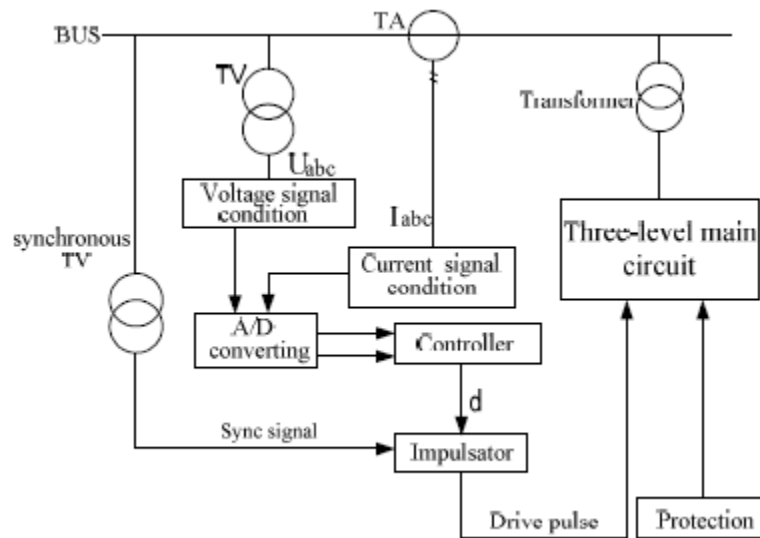 TA
BUS
TV
Transformer
Uabc
Voltage signal
condition
Iabc
Three-level main
circuit
synchronous
TV
Current signal
condition
A/D
converting
Controller
d
Sync signal
Impulsator
Drive pulse
Protection